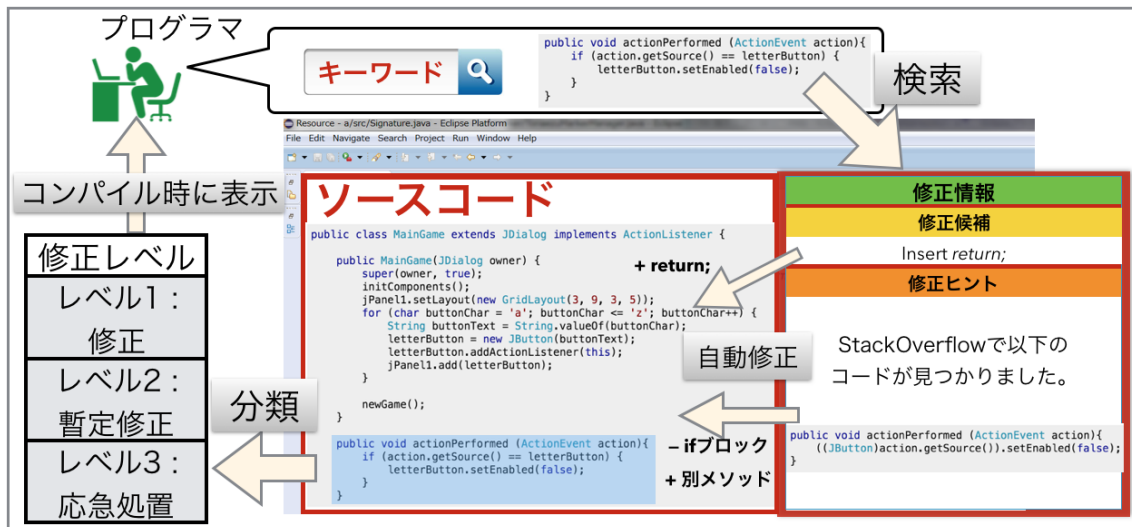 プログラマ
キーワード
public void actionPerformed (ActionEvent action){
if (action.getSource() == letterButton) {
letterButton.setEnabled(false);
}
}
検索
Resource - a/src/Signature.java - Eclipse Platform
File Edit Navigate Search Project Run Window Help
コンパイル時に表示
修正レベル
レベル1：
修正
レベル2：
暫定修正
レベル3：
応急処置
分類
ソースコード
public class MainGame extends JDialog implements ActionListener {
public MainGame(JDialog owner) {
+ return;
super(owner, true);
initComponents();
jPanel1.setLayout(new GridLayout(3, 9, 3, 5));
for (char buttonChar = 'a'; buttonChar <= 'z'; buttonChar++) {
String buttonText = String.valueOf(buttonChar);
letterButton = new JButton(buttonText);
letterButton.addActionListener(this);
jPanel1.add(letterButton);
}
newGame();
}
public void actionPerformed (ActionEvent action){
if (action.getSource() == letterButton) {
letterButton.setEnabled(false);
}
}
– ifブロック
+ 別メソッド
自動修正
修正情報
修正候補
Insert return;
修正ヒント
StackOverflowで以下の
コードが見つかりました。
public void actionPerformed (ActionEvent action){
((JButton)action.getSource()).setEnabled(false);
}